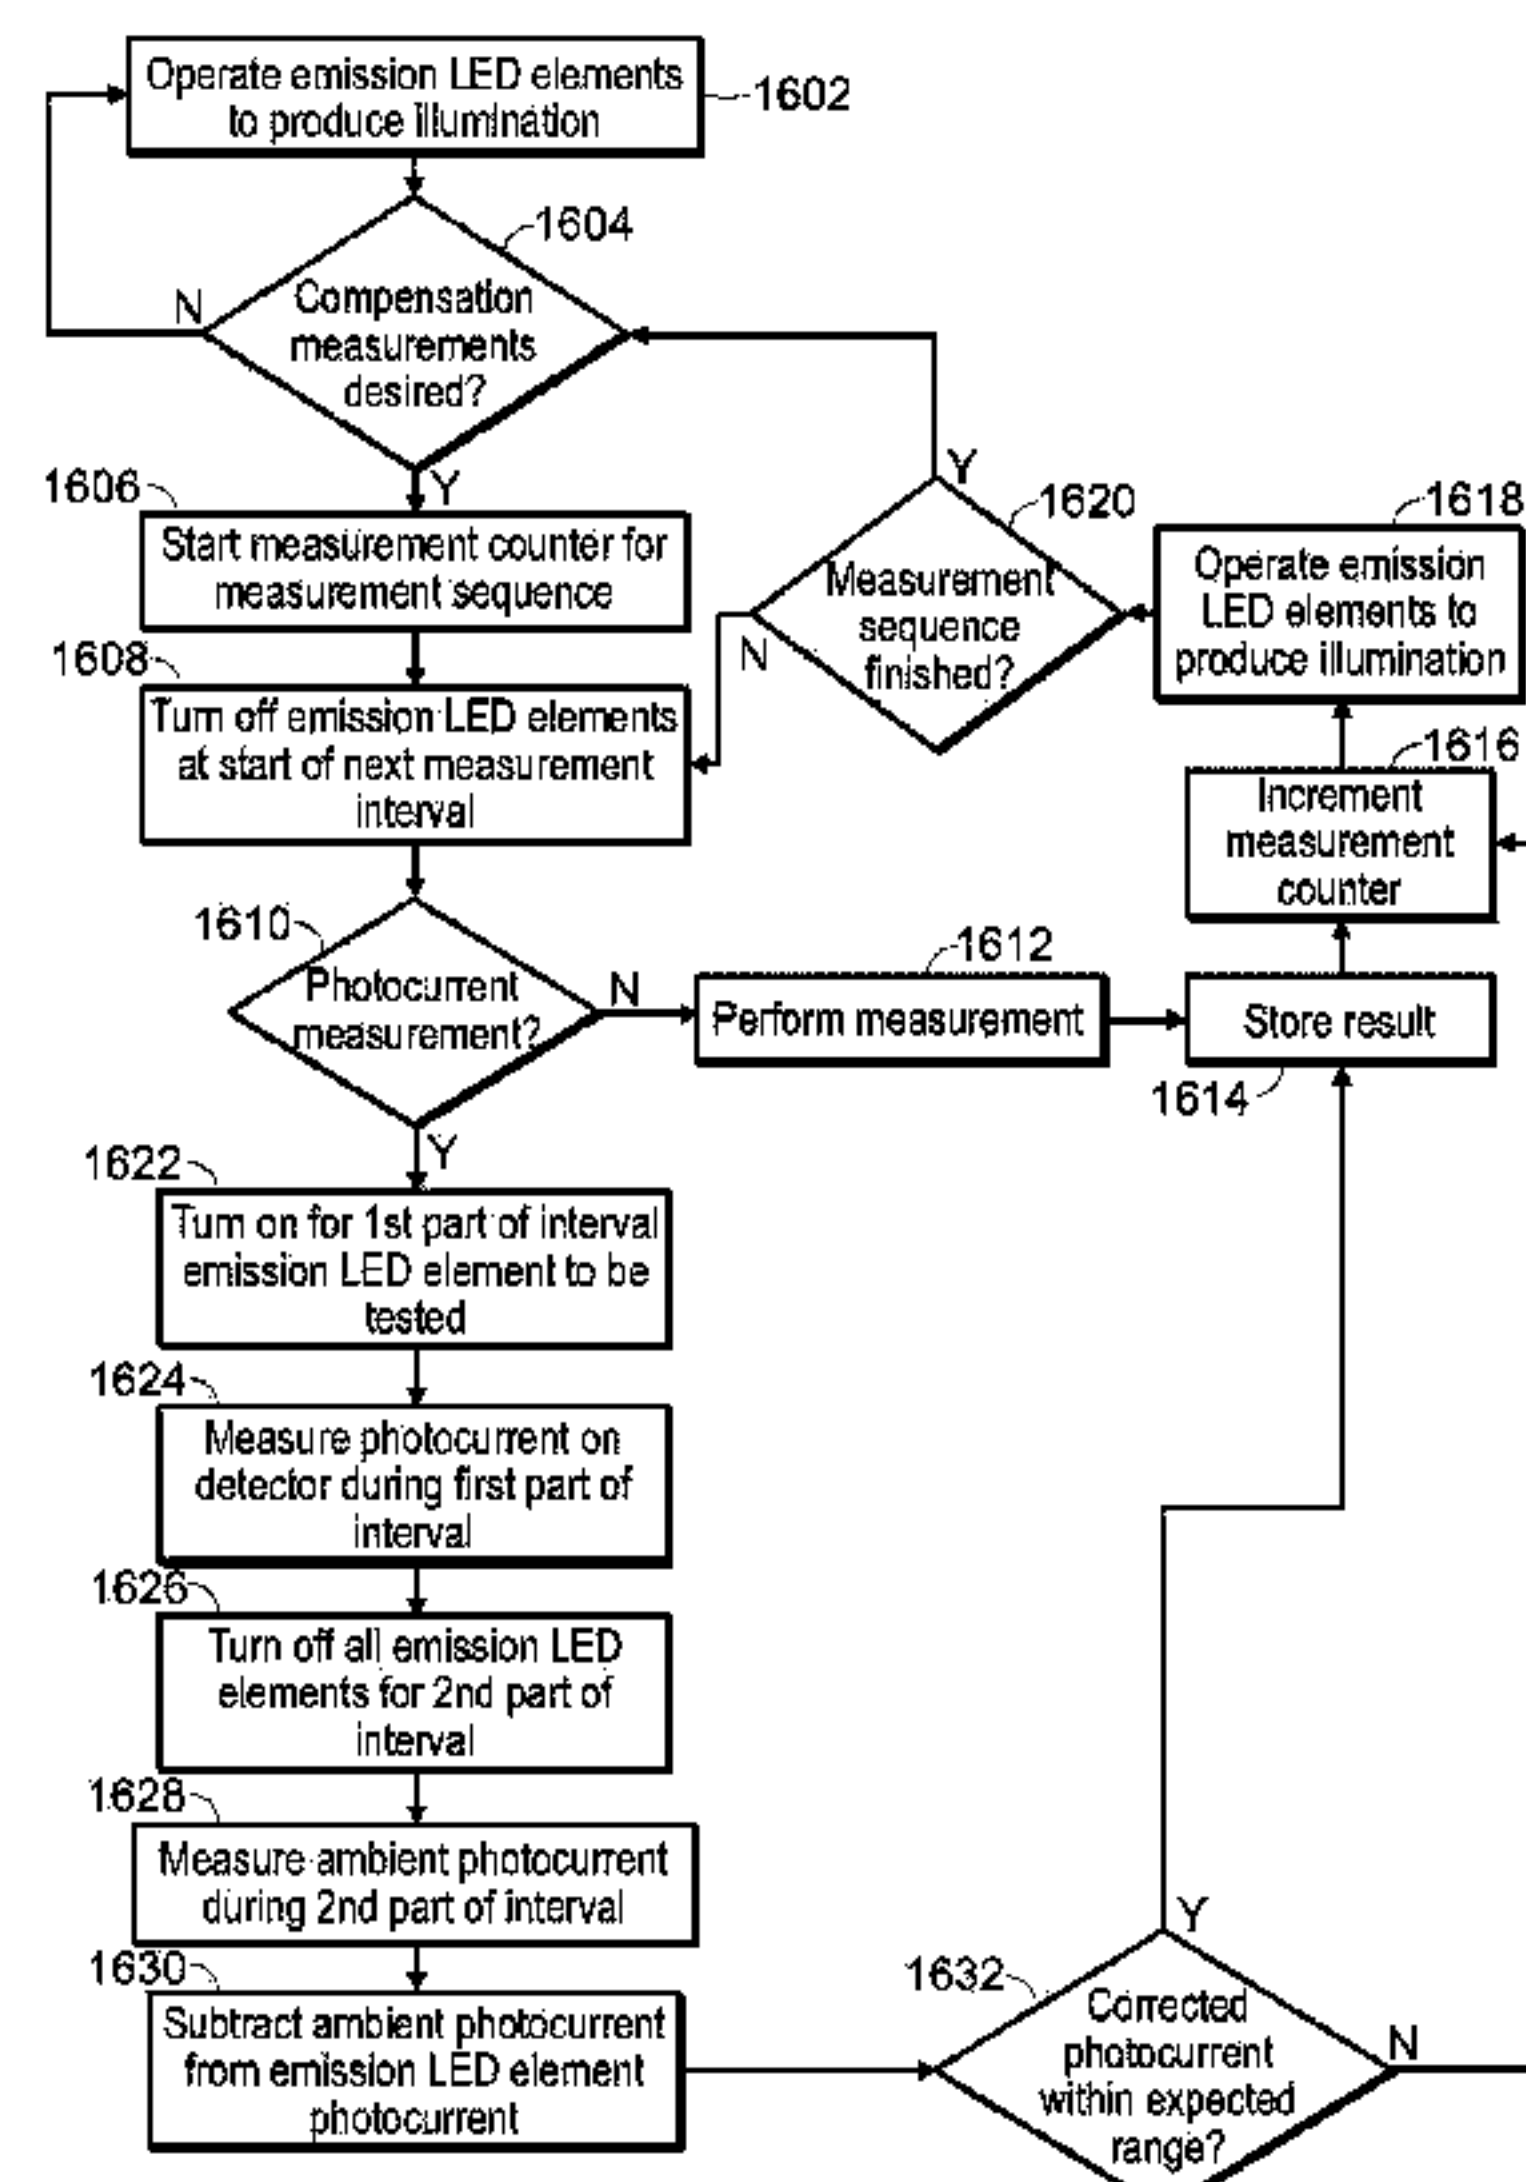 Operate emission LED elements
to produce illumination
1602
1604
N
Compensation
measurements
desired?
Y
1606
Start measurement counter for
measurement sequence
1608
Turn off emission LED elements
at start of next measurement
interval
Y
1620
Measurement
sequence
finished?
N
1618
Operate emission
LED elements to
produce illumination
1616
Increment
measurement
counter
1610
Photocurrent
measurement?
N
1612
Perform measurement
Store result
1614
Y
1622
Turn on for 1st part of interval
emission LED element to be
tested
1624
Measure photocurrent on
detector during first part of
interval
1626
Turn off all emission LED
elements for 2nd part of
interval
1628
Measure ambient photocurrent
during 2nd part of interval
1630
Subtract ambient photocurrent
from emission LED element
photocurrent
Y
1632
Corrected
photocurrent
within expected
range?
N